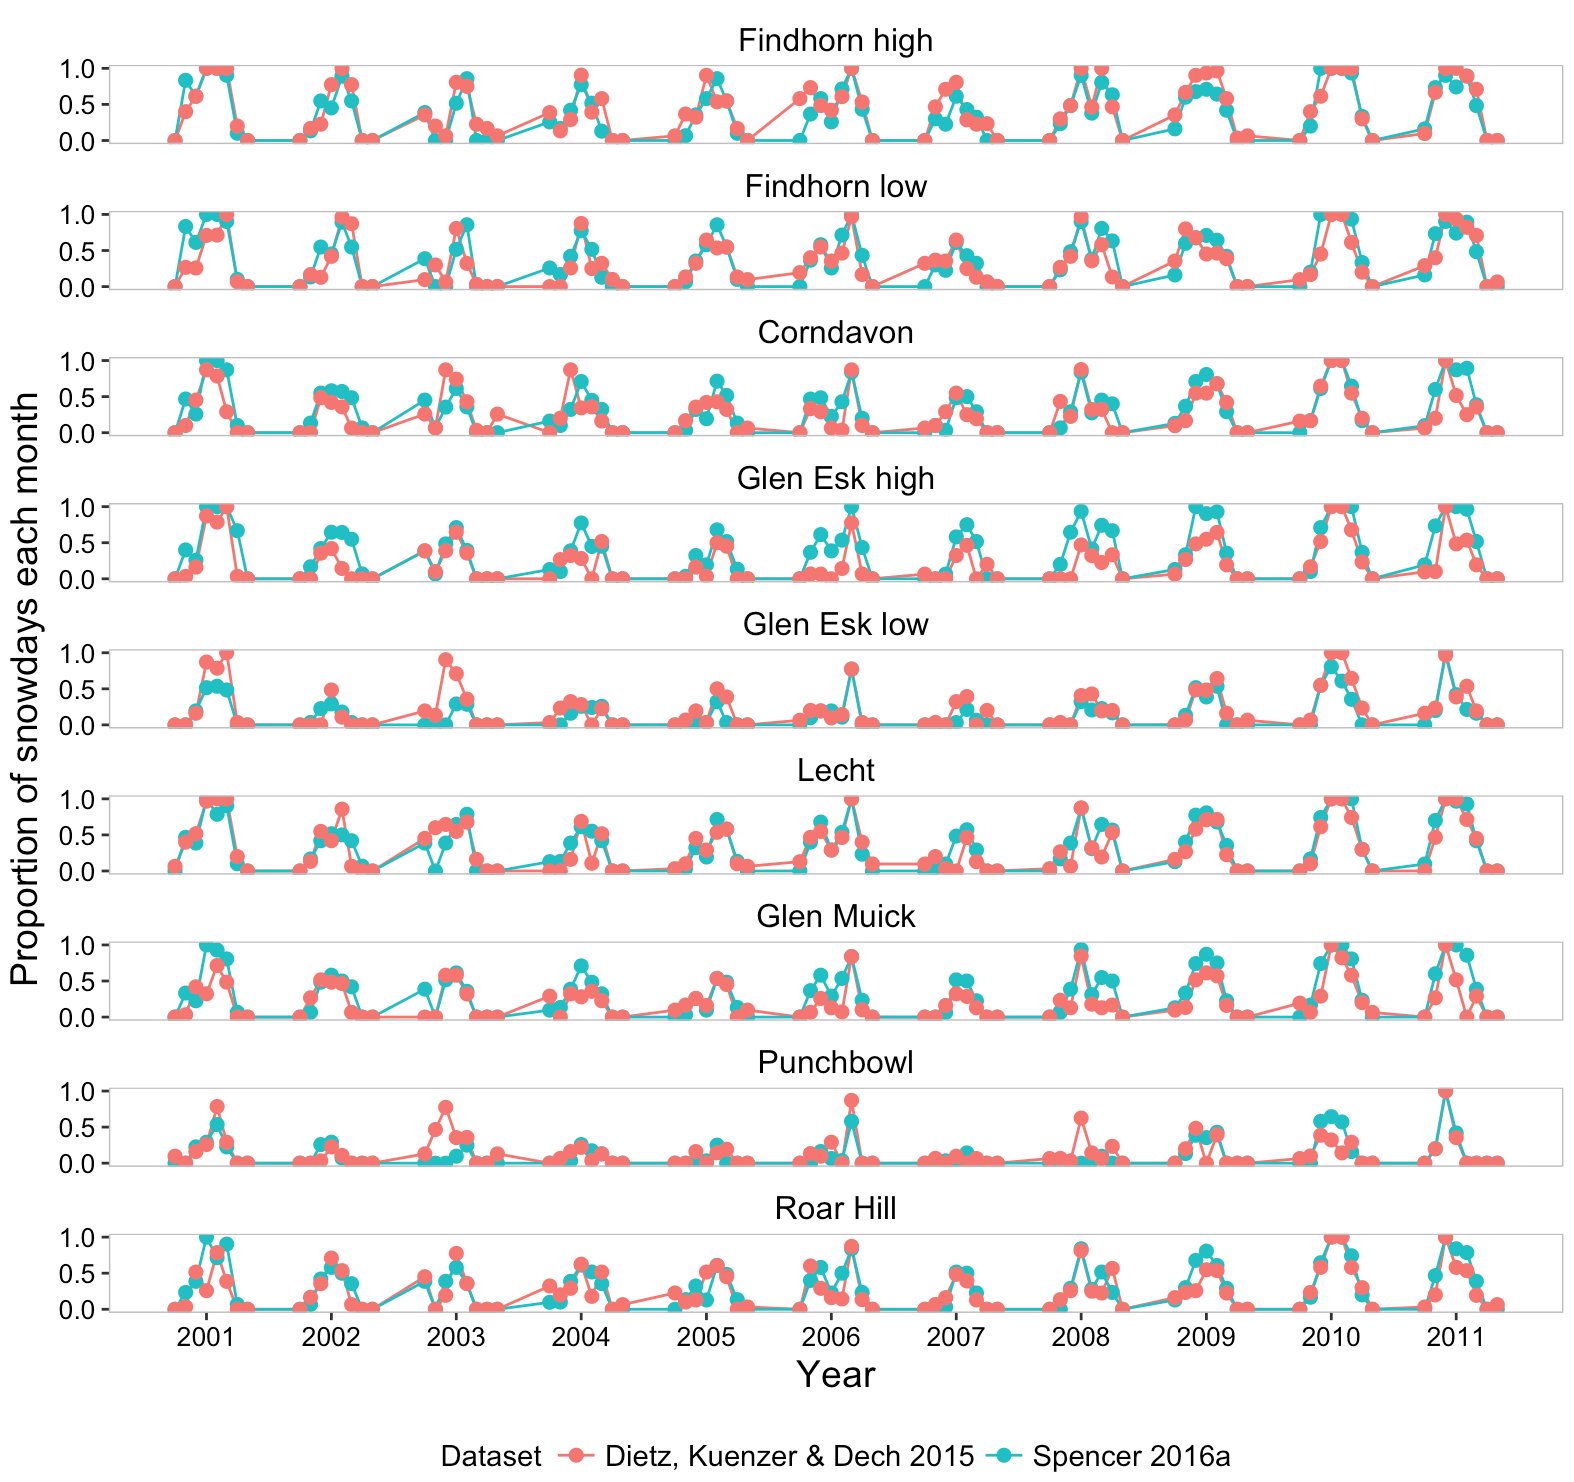 Findhorn high
1.0
0.5
0.0
Findhorn low
1.0
0.5
0.0
Corndavon
1.0
0.5
0.0
Glen Esk high
1.0
0.5
0.0
Glen Esk low
1.0
0.5
0.0
Lecht
1.0
0.5
0.0
Glen Muick
1.0
0.5
0.0
Punchbowl
1.0
0.5
0.0
Roar Hill
1.0
0.5
0.0
Proportion of snowdays each month
2001 2002 2003 2004 2005 2006 2007 2008 2009 2010 2011
Year
Dataset Dietz, Kuenzer & Dech 2015 Spencer 2016a